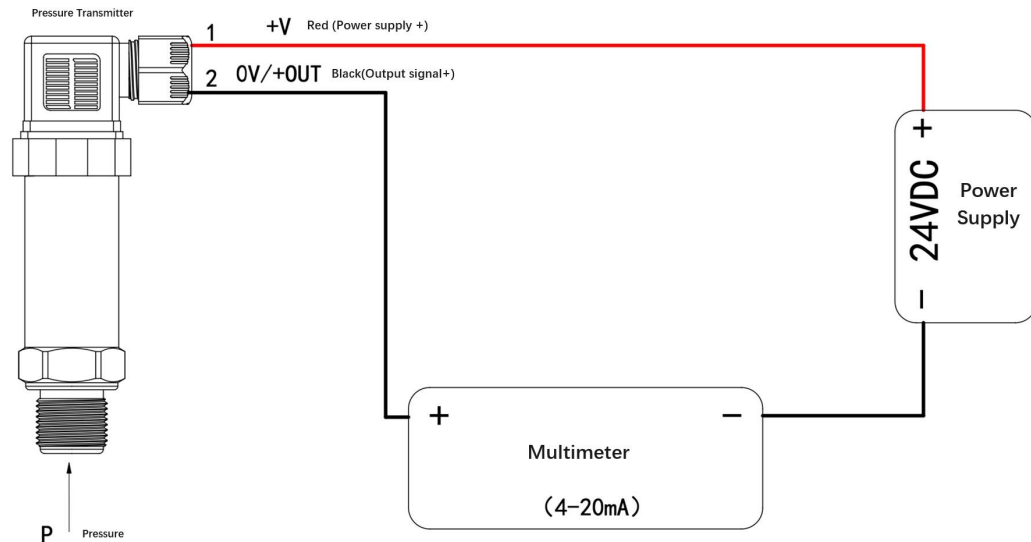 Pressure Transmitter
1 +V Red (Power supply +)
2 0V/+OUT Black(Output signal+)
+
24VDC
−
Power
Supply
+ −
Multimeter
(4-20mA)
P Pressure